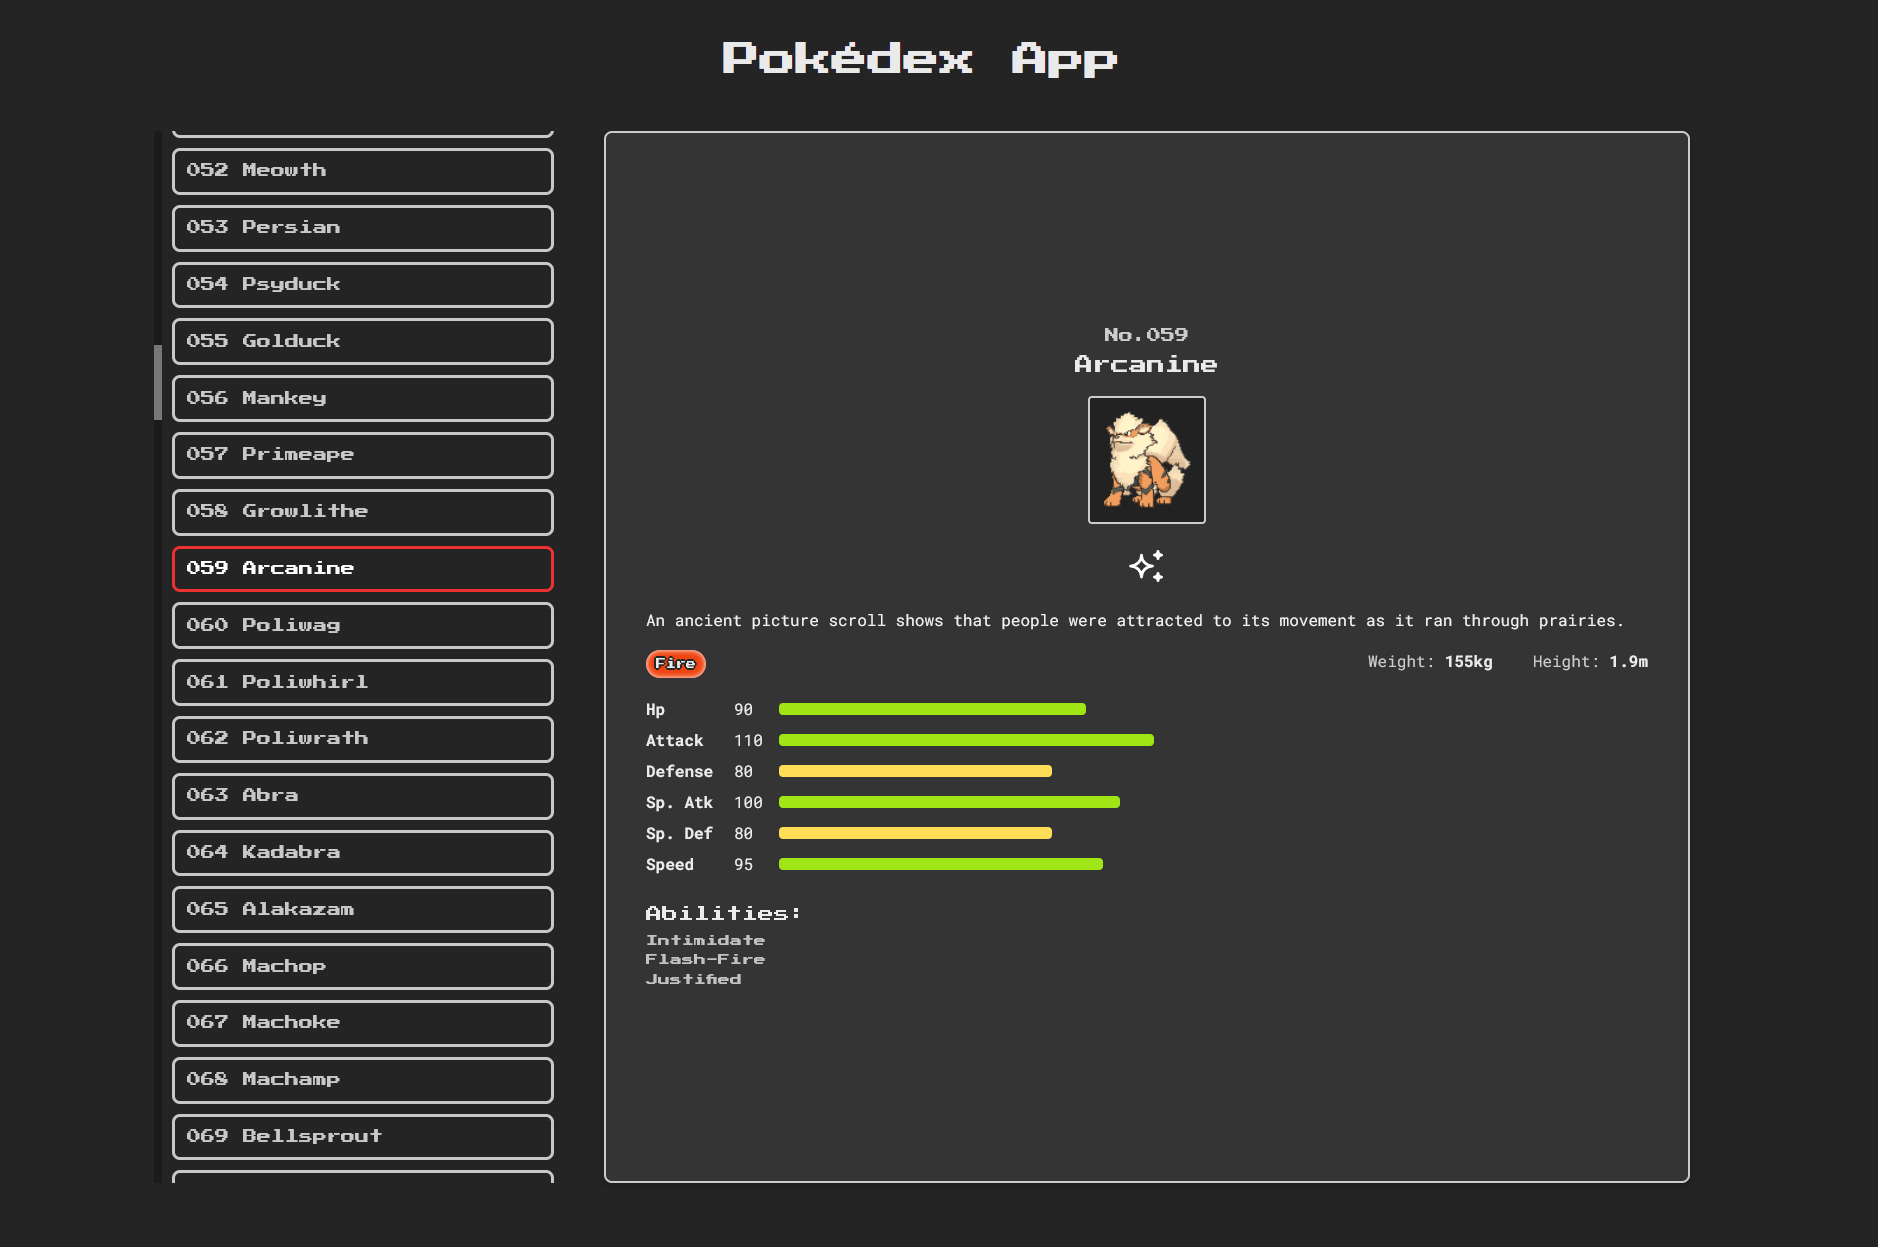 Pokédex App
052 Meowth
053 Persian
054 Psyduck
055 Golduck
056 Mankey
057 Primeape
058 Growlithe
059 Arcanine
060 Poliwag
061 Poliwhirl
062 Poliwrath
063 Abra
064 Kadabra
065 Alakazam
066 Machop
067 Machoke
068 Machamp
069 Bellsprout
No.059
Arcanine
An ancient picture scroll shows that people were attracted to its movement as it ran through prairies.
Fire
Weight: 155kg Height: 1.9m
Hp 90
Attack 110
Defense 80
Sp. Atk 100
Sp. Def 80
Speed 95
Abilities:
Intimidate
Flash-Fire
Justified